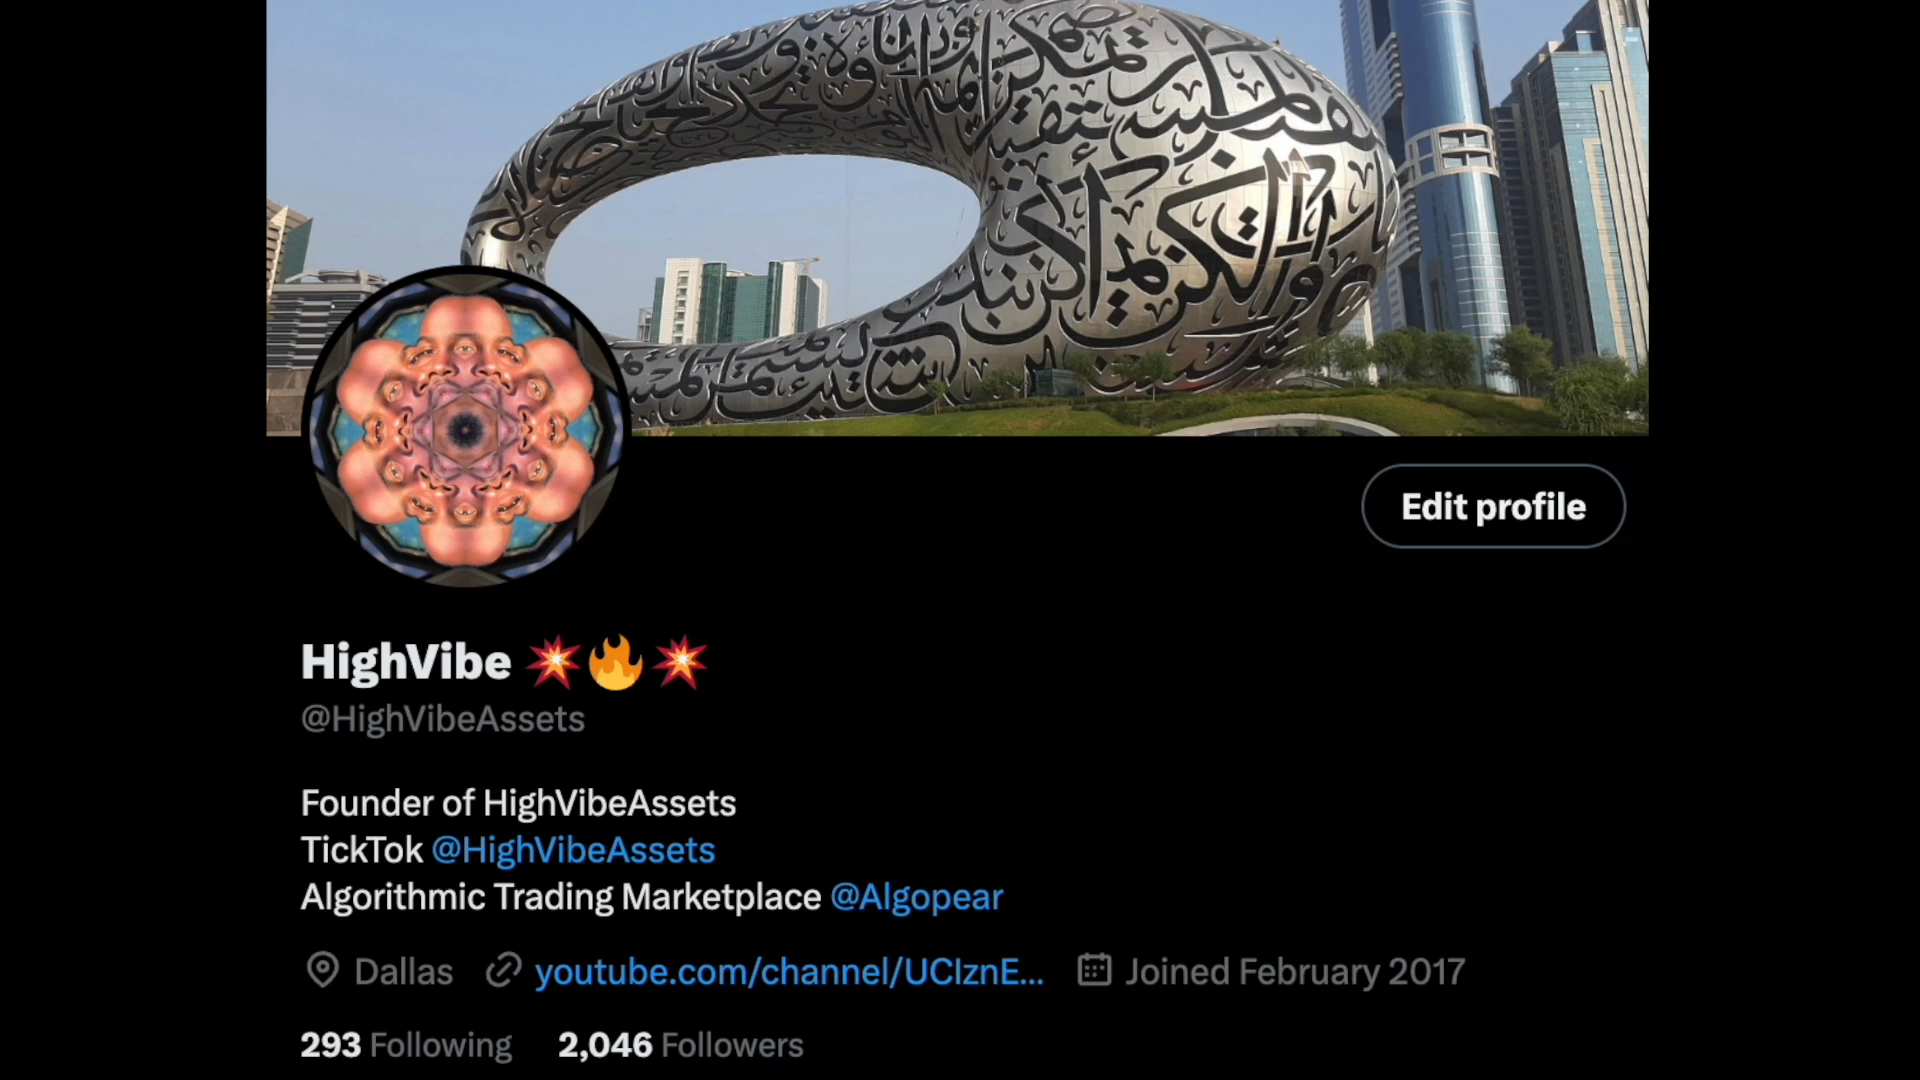 Edit profile
HighVibe 💥🔥💥
@HighVibeAssets
Founder of HighVibeAssets
TickTok @HighVibeAssets
Algorithmic Trading Marketplace @Algopear
Dallas youtube.com/channel/UCIznE... Joined February 2017
293 Following 2,046 Followers